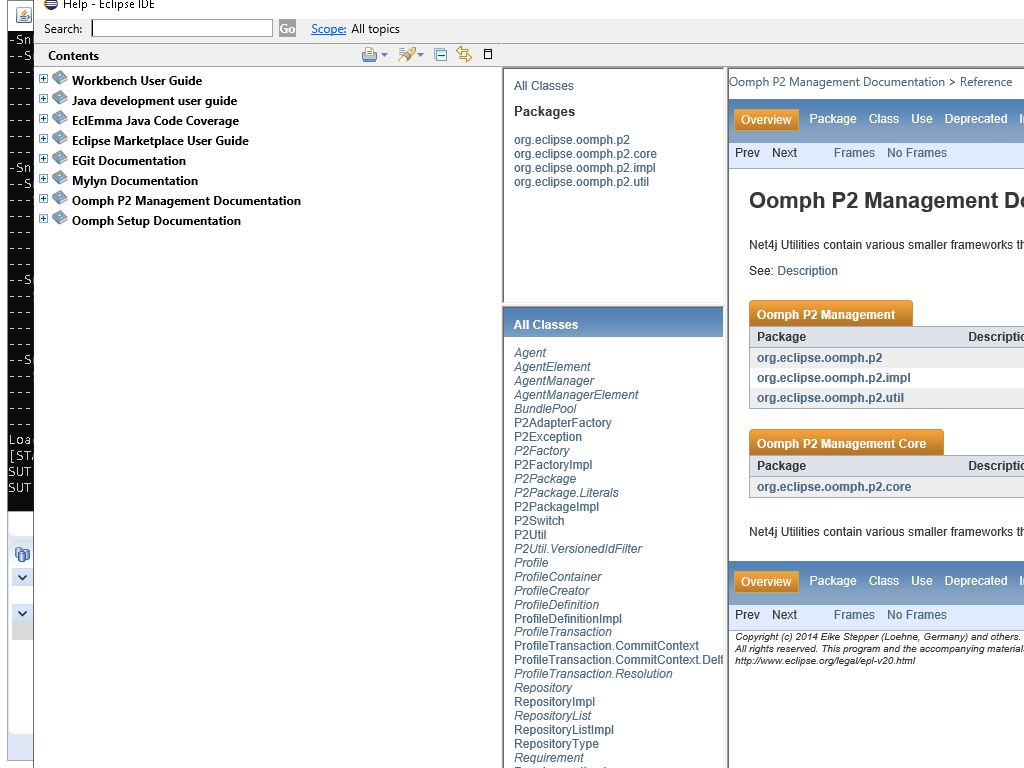 Help - Eclipse IDE
Search:
Go
Scope: All topics
Contents
Workbench User Guide
Java development user guide
EclEmma Java Code Coverage
Eclipse Marketplace User Guide
EGit Documentation
Mylyn Documentation
Oomph P2 Management Documentation
Oomph Setup Documentation
All Classes
Packages
org.eclipse.oomph.p2
org.eclipse.oomph.p2.core
org.eclipse.oomph.p2.impl
org.eclipse.oomph.p2.util
All Classes
Agent
AgentElement
AgentManager
AgentManagerElement
BundlePool
P2AdapterFactory
P2Exception
P2Factory
P2FactoryImpl
P2Package
P2Package.Literals
P2PackageImpl
P2Switch
P2Util
P2Util.VersionedIdFilter
Profile
ProfileContainer
ProfileCreator
ProfileDefinition
ProfileDefinitionImpl
ProfileTransaction
ProfileTransaction.CommitContext
ProfileTransaction.CommitContext.Delt
ProfileTransaction.Resolution
Repository
RepositoryImpl
RepositoryList
RepositoryListImpl
RepositoryType
Requirement
Oomph P2 Management Documentation > Reference
Overview Package Class Use Deprecated
Prev Next Frames No Frames
Oomph P2 Management Do
Net4j Utilities contain various smaller frameworks th
See: Description
Oomph P2 Management
Package Descriptio
org.eclipse.oomph.p2
org.eclipse.oomph.p2.impl
org.eclipse.oomph.p2.util
Oomph P2 Management Core
Package Descriptio
org.eclipse.oomph.p2.core
Net4j Utilities contain various smaller frameworks th
Overview Package Class Use Deprecated
Prev Next Frames No Frames
Copyright (c) 2014 Eike Stepper (Loehne, Germany) and others.
All rights reserved. This program and the accompanying material
http://www.eclipse.org/legal/epl-v20.html
Loa
[STA
SUT
SUT